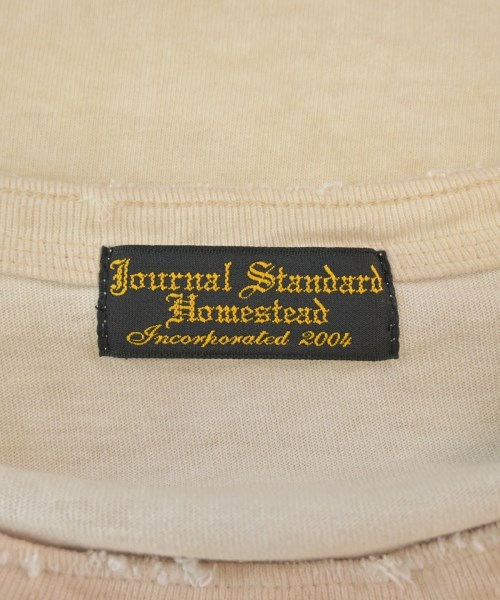 Journal Standard
Homestead
Incorporated 2004